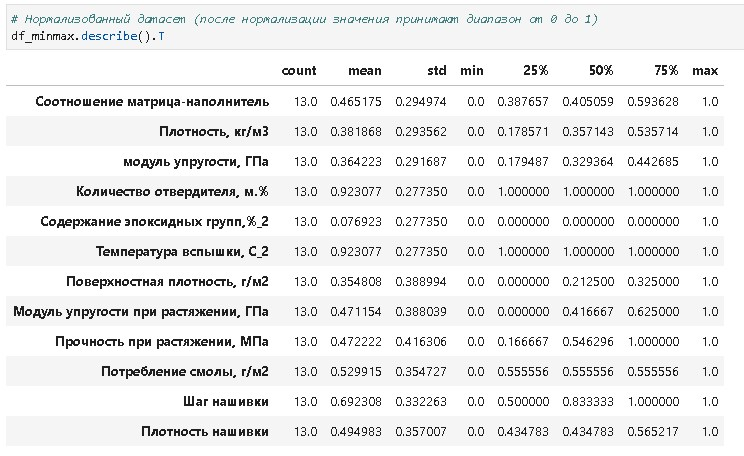 # Нормализованный датасет (после нормализации значения принимают диапазон от 0 до 1)
df_minmax.describe().T
count mean std min 25% 50% 75% max
Соотношение матрица-наполнитель 13.0 0.465175 0.294974 0.0 0.387657 0.405059 0.593628 1.0
Плотность, кг/м3 13.0 0.381868 0.293562 0.0 0.178571 0.357143 0.535714 1.0
модуль упругости, ГПа 13.0 0.364223 0.291687 0.0 0.179487 0.329364 0.442685 1.0
Количество отвердителя, м.% 13.0 0.923077 0.277350 0.0 1.000000 1.000000 1.000000 1.0
Содержание эпоксидных групп,%_2 13.0 0.076923 0.277350 0.0 0.000000 0.000000 0.000000 1.0
Температура вспышки, С_2 13.0 0.923077 0.277350 0.0 1.000000 1.000000 1.000000 1.0
Поверхностная плотность, г/м2 13.0 0.354808 0.388994 0.0 0.000000 0.212500 0.325000 1.0
Модуль упругости при растяжении, ГПа 13.0 0.471154 0.388039 0.0 0.000000 0.416667 0.625000 1.0
Прочность при растяжении, МПа 13.0 0.472222 0.416306 0.0 0.166667 0.546296 1.000000 1.0
Потребление смолы, г/м2 13.0 0.529915 0.354727 0.0 0.555556 0.555556 0.555556 1.0
Шаг нашивки 13.0 0.692308 0.332263 0.0 0.500000 0.833333 1.000000 1.0
Плотность нашивки 13.0 0.494983 0.357007 0.0 0.434783 0.434783 0.565217 1.0